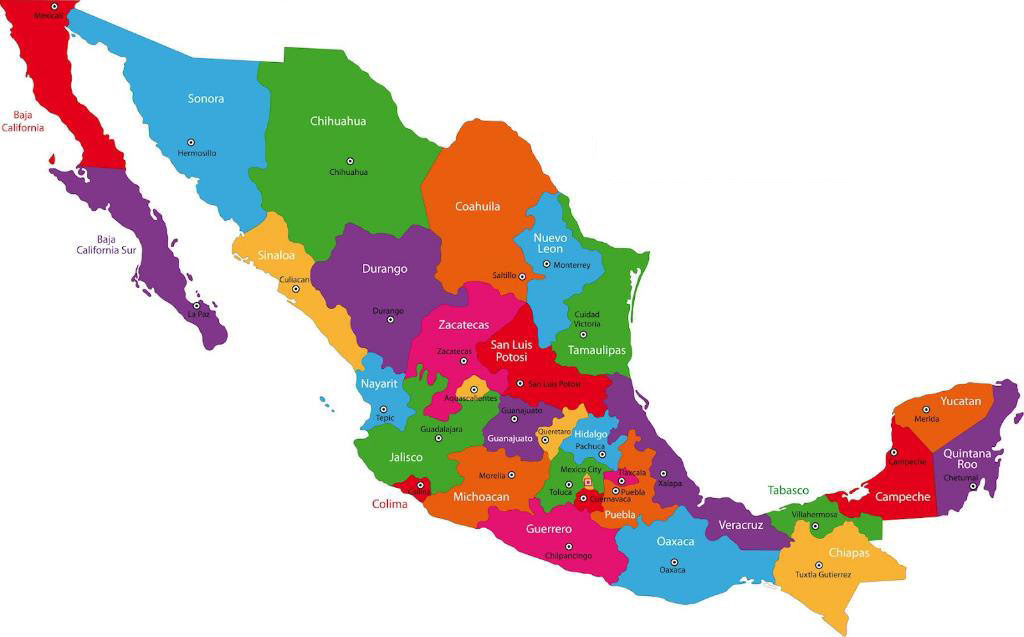 Mexicali
Baja
California
Sonora
Hermosillo
Chihuahua
Chihuahua
Coahuila
Saltillo
Nuevo
Leon
Monterrey
Baja
California Sur
La Paz
Sinaloa
Culiacan
Durango
Durango
Zacatecas
Zacatecas
San Luis
Potosi
San Luis Potosi
Cuidad
Victoria
Tamaulipas
Nayarit
Tepic
Aquascalientes
Guanajuato
Guanajuato
Queretaro
Hidalgo
Pachuca
Guadalajara
Jalisco
Colima
Colima
Morelia
Michoacan
Mexico City
Toluca
Tlaxcala
Cuernavaca
Puebla
Puebla
Xalapa
Veracruz
Guerrero
Chilpancingo
Oaxaca
Oaxaca
Tabasco
Villahermosa
Chiapas
Tuxtla Gutierrez
Campeche
Campeche
Yucatan
Merida
Quintana
Roo
Chetumal